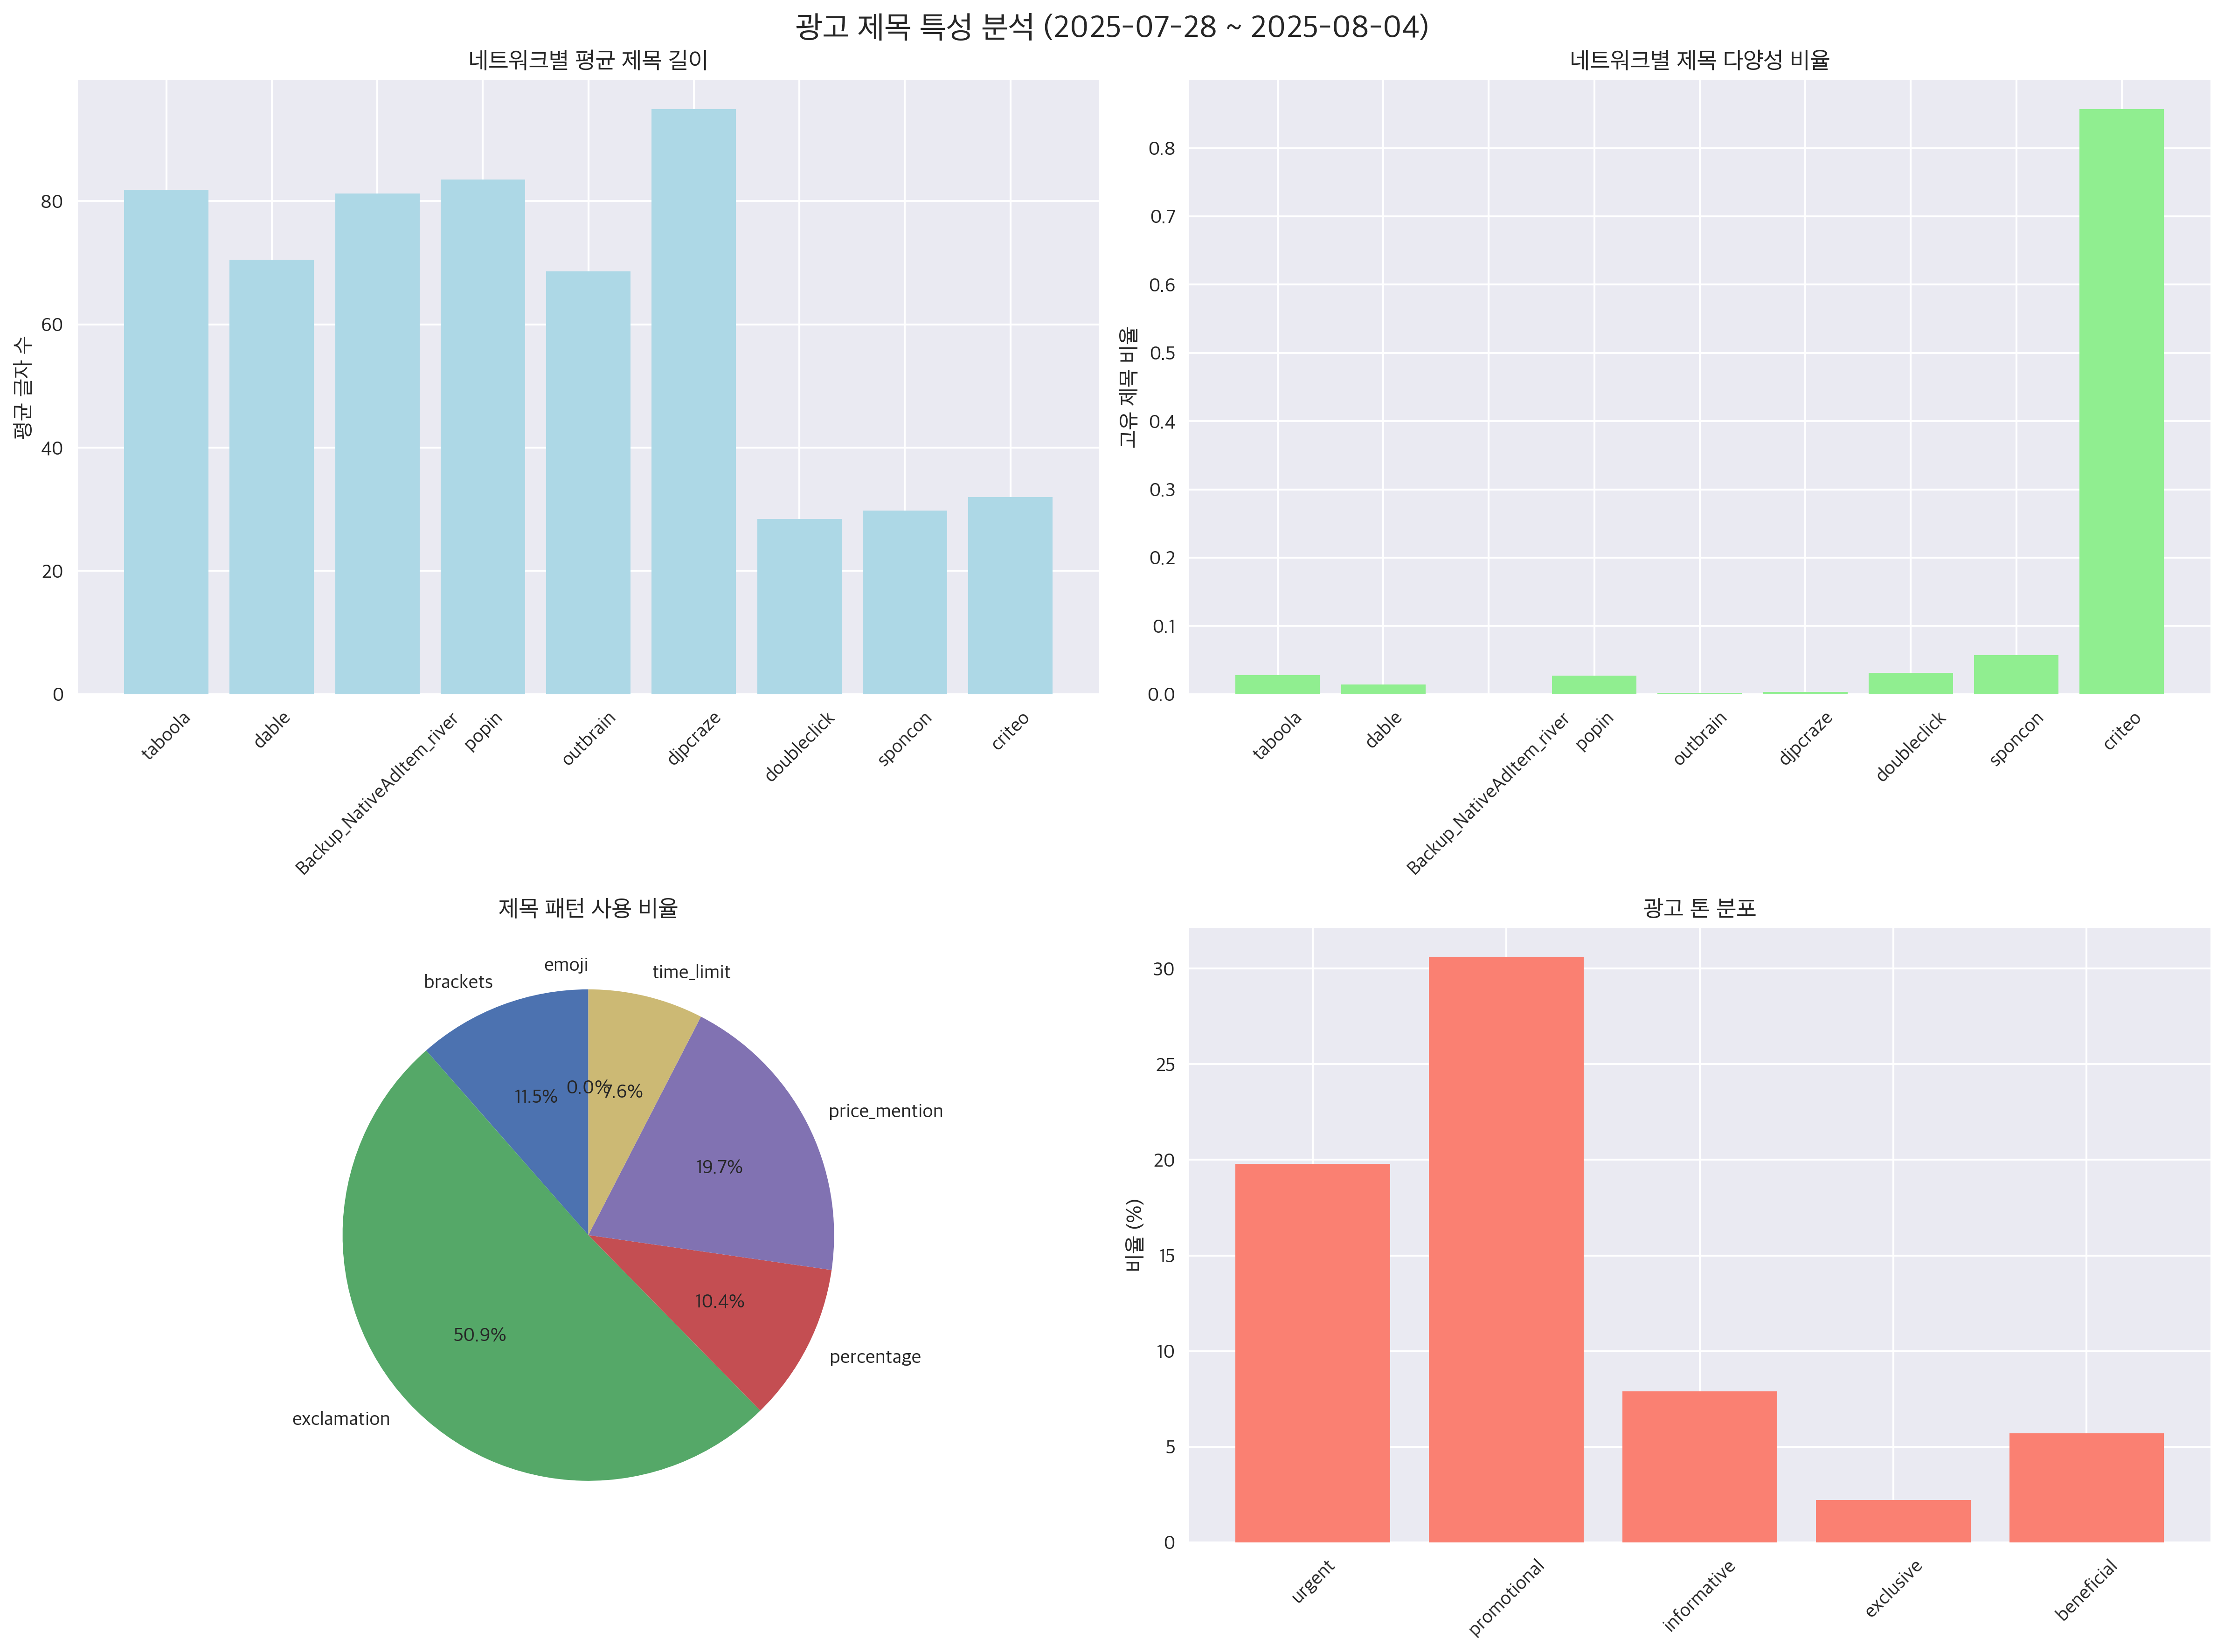 광고 제목 특성 분석 (2025-07-28 ~ 2025-08-04)
네트워크별 평균 제목 길이
평균 글자 수
80
60
40
20
0
taboola
dable
Backup_NativeAdItem_river
popin
outbrain
djpcraze
doubleclick
sponcon
criteo
네트워크별 제목 다양성 비율
고유 제목 비율
0.8
0.7
0.6
0.5
0.4
0.3
0.2
0.1
0.0
taboola
dable
Backup_NativeAdItem_river
popin
outbrain
djpcraze
doubleclick
sponcon
criteo
제목 패턴 사용 비율
emoji
time_limit
brackets
0.0%
7.6%
11.5%
price_mention
19.7%
10.4%
50.9%
percentage
exclamation
광고 톤 분포
비율 (%)
30
25
20
15
10
5
0
urgent
promotional
informative
exclusive
beneficial